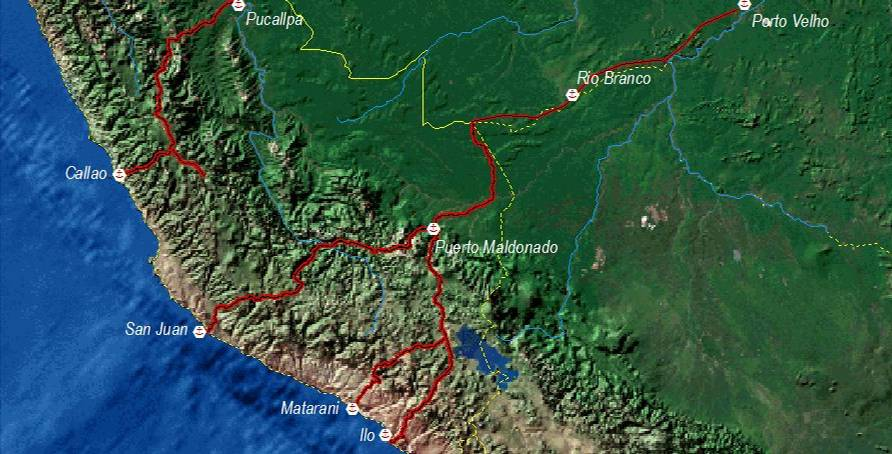 Pucallpa
Porto Velho
Rio Branco
Callao
Puerto Maldonado
San Juan
Matarani
Ilo